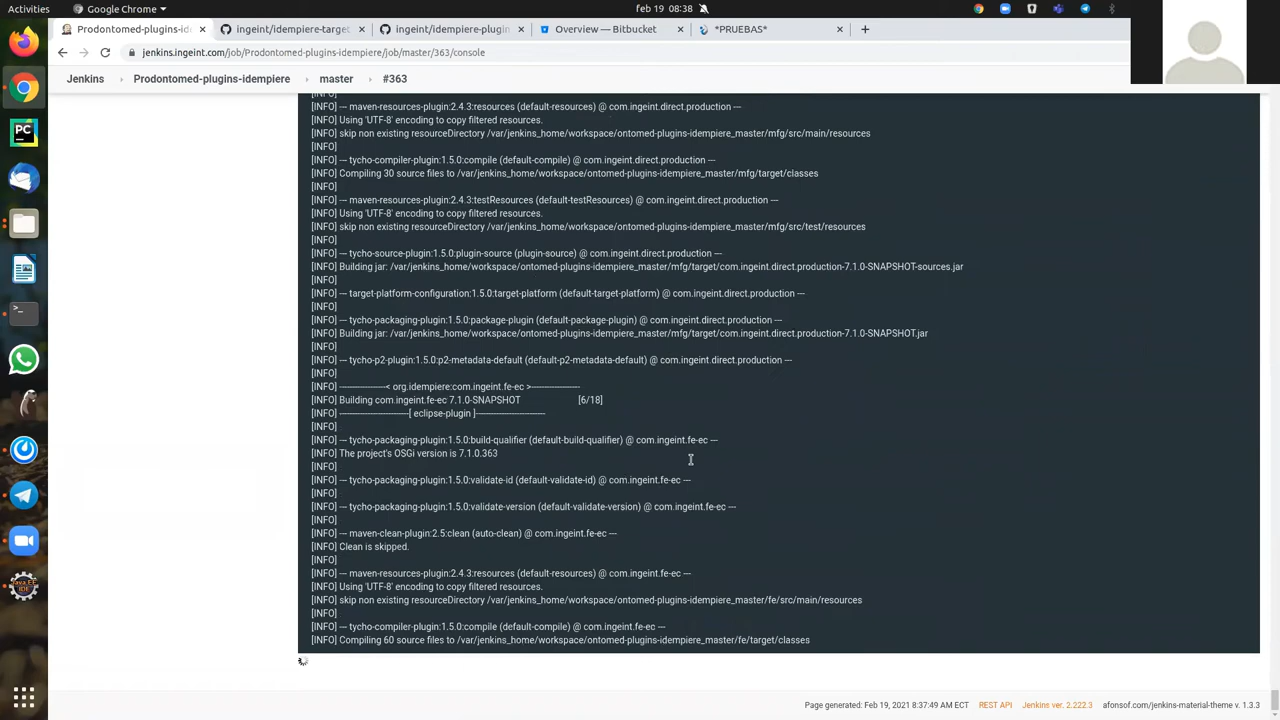 Activities
Google Chrome
feb 19 08:38
Prodontomed-plugins-id
ingeint/idempiere-target
ingeint/idempiere-plugin
Overview — Bitbucket
*PRUEBAS*
jenkins.ingeint.com/job/Prodontomed-plugins-idempiere/job/master/363/console
Jenkins
Prodontomed-plugins-idempiere
master
#363
[INFO]
[INFO] --- maven-resources-plugin:2.4.3:resources (default-resources) @ com.ingeint.direct.production ---
[INFO] Using 'UTF-8' encoding to copy filtered resources.
[INFO] skip non existing resourceDirectory /var/jenkins_home/workspace/ontomed-plugins-idempiere_master/mfg/src/main/resources
[INFO]
[INFO] --- tycho-compiler-plugin:1.5.0:compile (default-compile) @ com.ingeint.direct.production ---
[INFO] Compiling 30 source files to /var/jenkins_home/workspace/ontomed-plugins-idempiere_master/mfg/target/classes
[INFO]
[INFO] --- maven-resources-plugin:2.4.3:testResources (default-testResources) @ com.ingeint.direct.production ---
[INFO] Using 'UTF-8' encoding to copy filtered resources.
[INFO] skip non existing resourceDirectory /var/jenkins_home/workspace/ontomed-plugins-idempiere_master/mfg/src/test/resources
[INFO]
[INFO] --- tycho-source-plugin:1.5.0:plugin-source (plugin-source) @ com.ingeint.direct.production ---
[INFO] Building jar: /var/jenkins_home/workspace/ontomed-plugins-idempiere_master/mfg/target/com.ingeint.direct.production-7.1.0-SNAPSHOT-sources.jar
[INFO]
[INFO] --- target-platform-configuration:1.5.0:target-platform (default-target-platform) @ com.ingeint.direct.production ---
[INFO]
[INFO] --- tycho-packaging-plugin:1.5.0:package-plugin (default-package-plugin) @ com.ingeint.direct.production ---
[INFO] Building jar: /var/jenkins_home/workspace/ontomed-plugins-idempiere_master/mfg/target/com.ingeint.direct.production-7.1.0-SNAPSHOT.jar
[INFO]
[INFO] --- tycho-p2-plugin:1.5.0:p2-metadata-default (default-p2-metadata-default) @ com.ingeint.direct.production ---
[INFO]
[INFO] --------------------< org.idempiere:com.ingeint.fe-ec >---------------------
[INFO] Building com.ingeint.fe-ec 7.1.0-SNAPSHOT [6/18]
[INFO] ---------------------------[ eclipse-plugin ]---------------------------
[INFO]
[INFO] --- tycho-packaging-plugin:1.5.0:build-qualifier (default-build-qualifier) @ com.ingeint.fe-ec ---
[INFO] The project's OSGi version is 7.1.0.363
[INFO]
[INFO] --- tycho-packaging-plugin:1.5.0:validate-id (default-validate-id) @ com.ingeint.fe-ec ---
[INFO]
[INFO] --- tycho-packaging-plugin:1.5.0:validate-version (default-validate-version) @ com.ingeint.fe-ec ---
[INFO]
[INFO] --- maven-clean-plugin:2.5:clean (auto-clean) @ com.ingeint.fe-ec ---
[INFO] Clean is skipped.
[INFO]
[INFO] --- maven-resources-plugin:2.4.3:resources (default-resources) @ com.ingeint.fe-ec ---
[INFO] Using 'UTF-8' encoding to copy filtered resources.
[INFO] skip non existing resourceDirectory /var/jenkins_home/workspace/ontomed-plugins-idempiere_master/fe/src/main/resources
[INFO]
[INFO] --- tycho-compiler-plugin:1.5.0:compile (default-compile) @ com.ingeint.fe-ec ---
[INFO] Compiling 60 source files to /var/jenkins_home/workspace/ontomed-plugins-idempiere_master/fe/target/classes
Page generated: Feb 19, 2021 8:37:49 AM ECT
REST API
Jenkins ver. 2.222.3
afonsof.com/jenkins-material-theme v. 1.3.3
PC
Java EE
IDE